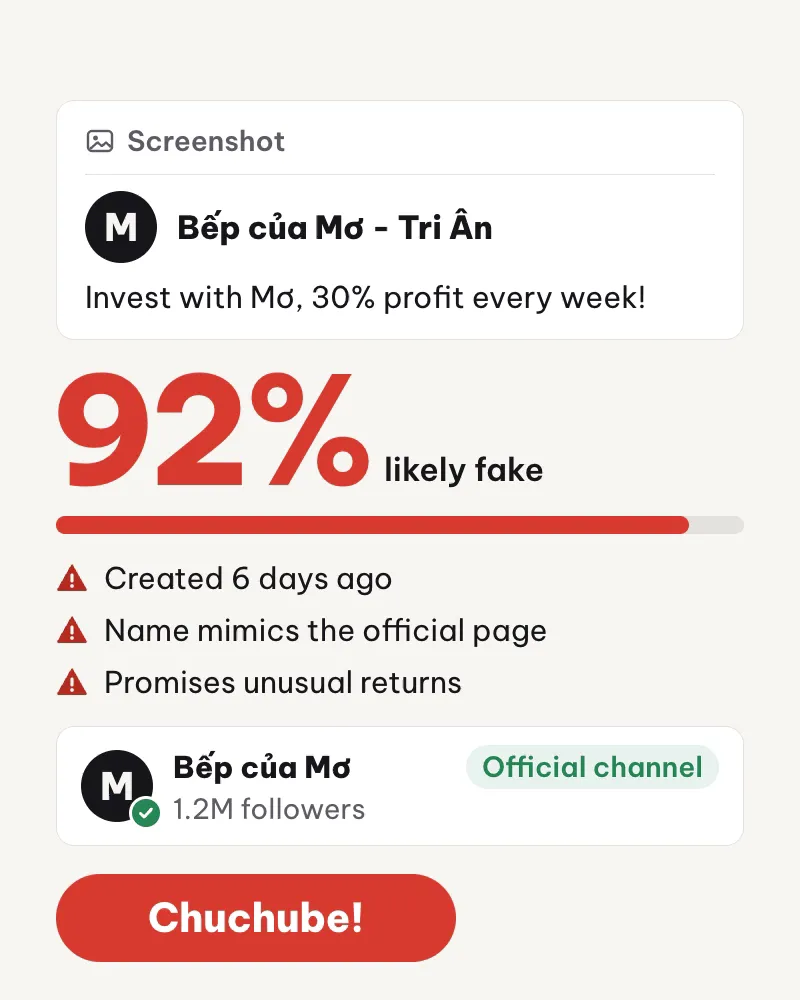 Screenshot
M
Bếp của Mơ - Tri Ân
Invest with Mơ, 30% profit every week!
92% likely fake
Created 6 days ago
Name mimics the official page
Promises unusual returns
M
Bếp của Mơ
Official channel
1.2M followers
Chuchube!